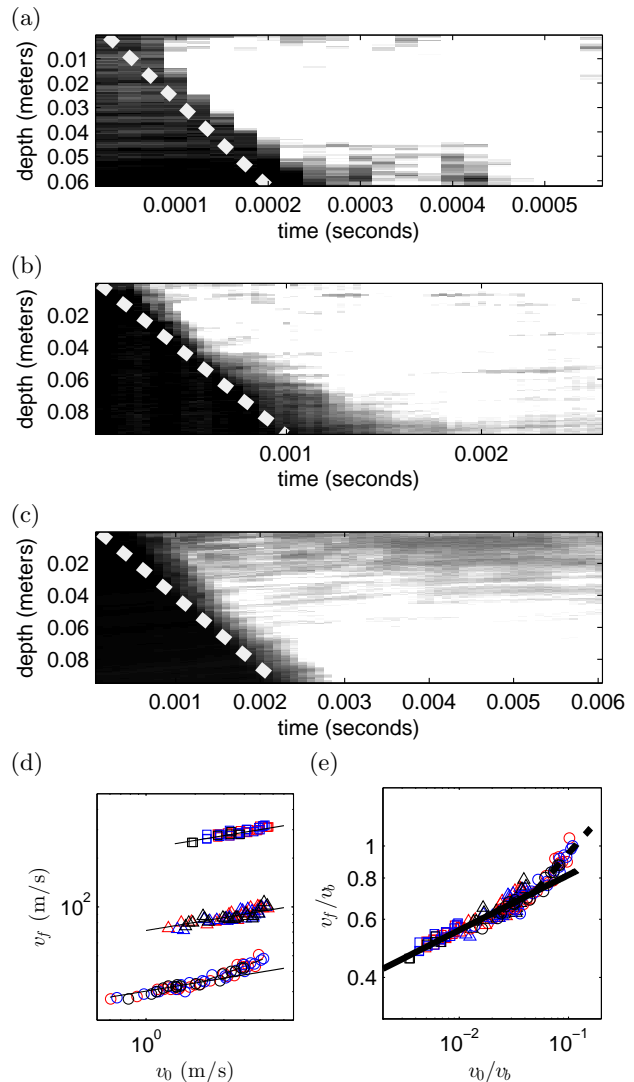 (a)
depth (meters)
0.01
0.02
0.03
0.04
0.05
0.06
0.0001 0.0002 0.0003 0.0004 0.0005
time (seconds)
(b)
depth (meters)
0.02
0.04
0.06
0.08
0.001 0.002
time (seconds)
(c)
depth (meters)
0.02
0.04
0.06
0.08
0.001 0.002 0.003 0.004 0.005 0.006
time (seconds)
(d)
v_f (m/s)
10^2
10^0
v_0 (m/s)
(e)
v_f/v_b
1
0.8
0.6
0.4
10^-2 10^-1
v_0/v_b